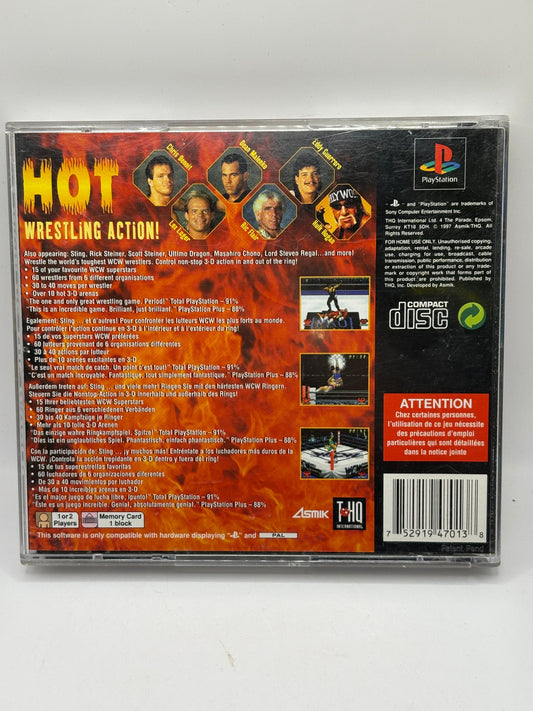 HOT
WRESTLING ACTION!
Chris Benoit
Dean Malenko
Eddy Guerrero
Lex Luger
Ric Flair
Hulk Hogan
Also appearing: Sting, Rick Steiner, Scott Steiner, Ultimo Dragon, Masahiro Chono, Lord Steven Regal...and more!
Wrestle the world's toughest WCW wrestlers. Control non-stop 3-D action in and out of the ring!
• 15 of your favourite WCW superstars
• 60 wrestlers from 6 different organisations
• 30 to 40 moves per wrestler
• Over 10 hot 3-D arenas
"The one and only great wrestling game. Period!" Total PlayStation – 91%
"This is an incredible game. Brilliant, just brilliant." PlayStation Plus – 88%
Egalement: Sting ... et d'autres! Pour confronter les lutteurs WCW les plus forts au monde.
Pour contrôler l'action continue en 3-D à l'intérieur et à l'extérieur du ring!
• 15 de vos superstars WCW préférées
• 60 lutteurs provenant de 6 organisations différentes
• 30 à 40 actions par lutteur
• Plus de 10 arènes excitantes en 3-D
"Le seul vrai match de catch. Un point c'est tout!" Total PlayStation – 91%
"C'est un match incroyable. Fantastique, tout simplement fantastique." PlayStation Plus – 88%
Außerdem treten auf: Sting ... und viele mehr! Ringen Sie mit den härtesten WCW Ringern.
Steuern Sie die Nonstop-Action in 3-D innerhalb und außerhalb des Rings!
• 15 Ihrer beliebtesten WCW Superstars
• 60 Ringer aus 6 verschiedenen Verbänden
• 30 bis 40 Kampfzüge je Ringer
• Mehr als 10 tolle 3-D Arenen
"Das einzige wahre Ringkampfspiel. Spitze!" Total PlayStation – 91%
"Dies ist ein unglaubliches Spiel. Phantastisch, einfach phantastisch." PlayStation Plus – 88%
Con la participación de: Sting ... ¡y muchos más! Enfréntate a los luchadores más duros de la
WCW. ¡Controla la acción trepidante en 3-D dentro y fuera del ring!
• 15 de tus superestrellas favoritas
• 60 luchadores de 6 organizaciones diferentes
• De 30 a 40 movimientos por luchador
• Más de 10 increíbles arenas en 3-D
"Es el major juego de lucha libre, ¡punto!" Total PlayStation – 91%
"Este es un juego increíble. Genial, absolutamente genial." PlayStation Plus – 88%
1 or 2
Players
Memory Card
1 block
ASMIK
T·HQ
INTERNATIONAL
This software is only compatible with hardware displaying "PS" and PAL
PlayStation
"PS" and "PlayStation" are trademarks of
Sony Computer Entertainment Inc.
THQ International Ltd. 4 The Parade, Epsom,
Surrey KT18 5DH. © 1997 Asmik/THQ. All
Rights Reserved.
FOR HOME USE ONLY. Unauthorised copying,
adaptation, rental, lending, re-sale, arcade
use, charging for use, broadcast, cable
transmission, public performance, distribution
or extraction of this product or any trade-
mark or copyright work that forms part of
this product are prohibited. Published by
THQ, Inc. Developed by Asmik.
COMPACT
disc
ATTENTION
Chez certaines personnes,
l'utilisation de ce jeu nécessite
des précautions d'emploi
particulières qui sont détaillées
dans la notice jointe
7 52919 47013 8
Patent Pend